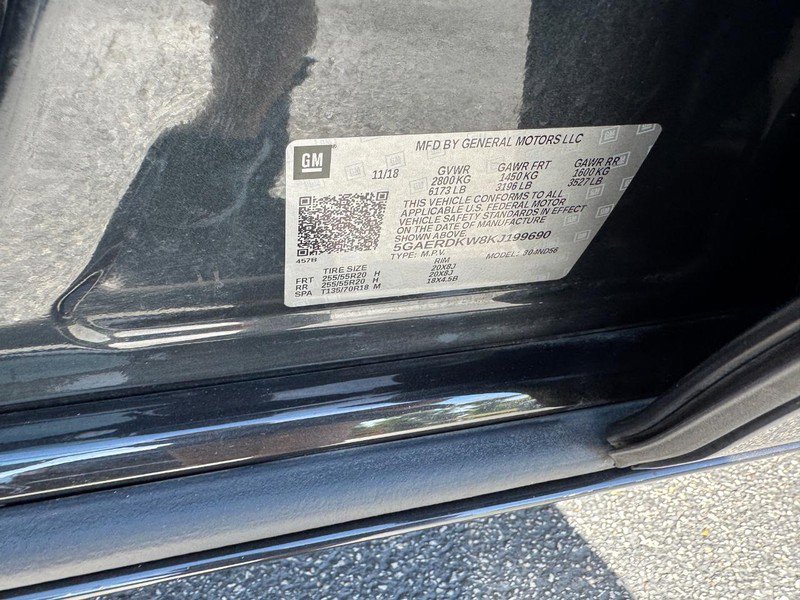 GM
MFD BY GENERAL MOTORS LLC
11/18 GVWR GAWR FRT GAWR RR
2800 KG 1450 KG 1600 KG
6173 LB 3196 LB 3527 LB
THIS VEHICLE CONFORMS TO ALL
APPLICABLE U.S. FEDERAL MOTOR
VEHICLE SAFETY STANDARDS IN EFFECT
ON THE DATE OF MANUFACTURE
SHOWN ABOVE
5GAERDKW8KJ199690
TYPE: M.P.V. MODEL:
457B
TIRE SIZE RIM
FRT 255/55R20 H 20X8J
RR 255/55R20 H 20X8J
SPA T135/70R18 M 18X4.5B